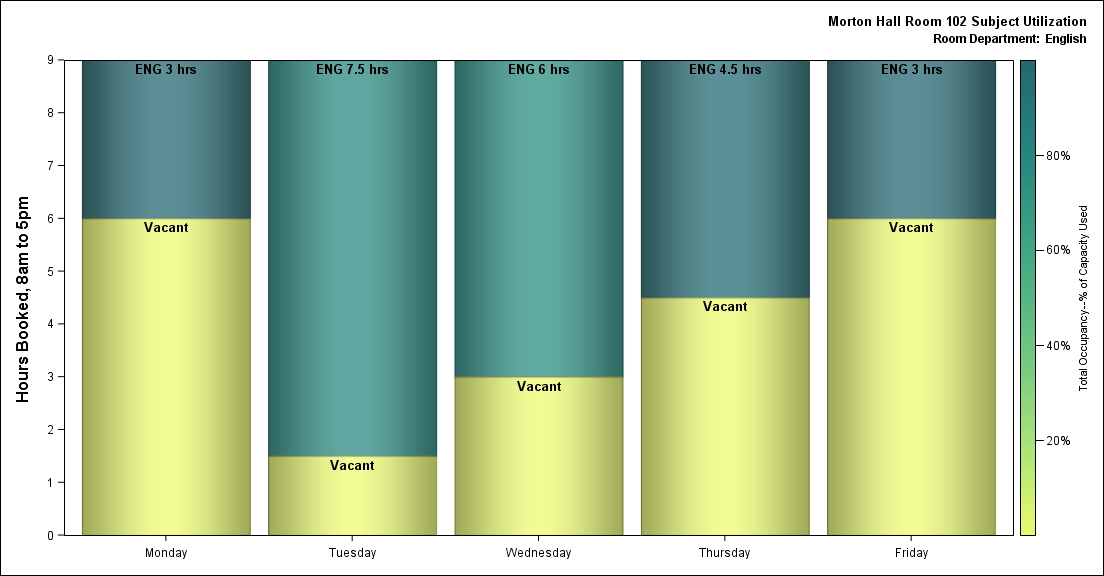 Morton Hall Room 102 Subject Utilization
Room Department: English
Hours Booked, 8am to 5pm
9
8
7
6
5
4
3
2
1
0
ENG 3 hrs
ENG 7.5 hrs
ENG 6 hrs
ENG 4.5 hrs
ENG 3 hrs
Vacant
Vacant
Vacant
Vacant
Vacant
Monday
Tuesday
Wednesday
Thursday
Friday
80%
60%
40%
20%
Total Occupancy--% of Capacity Used